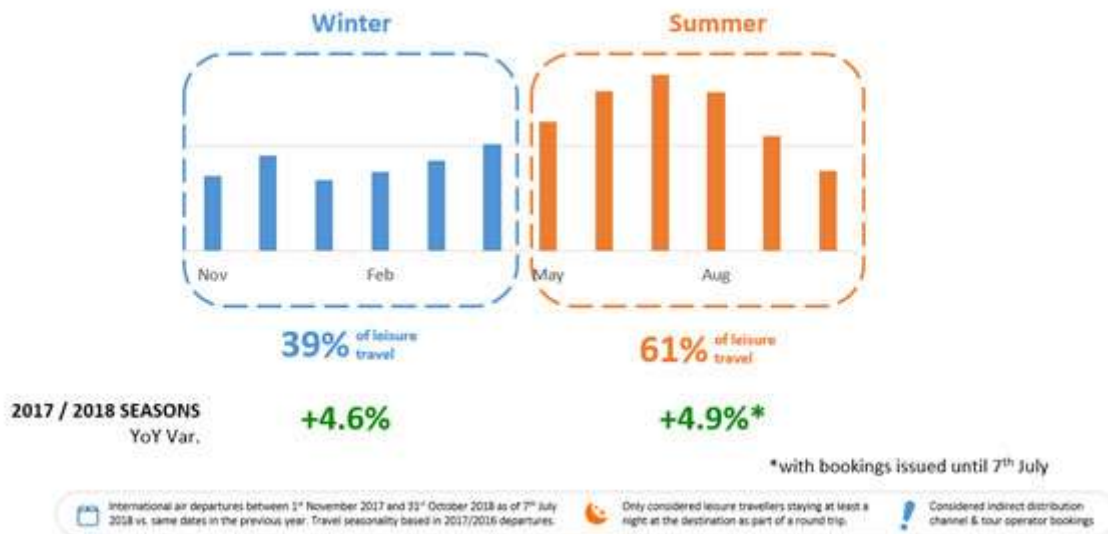 Winter
Summer
Nov
Feb
May
Aug
39% of leisure
travel
61% of leisure
travel
2017 / 2018 SEASONS
YoY Var.
+4.6%
+4.9%*
*with bookings issued until 7th July
International air departures between 1st November 2017 and 31st October 2018 as of 7th July
2018 vs. same dates in the previous year. Travel seasonality based in 2017/2016 departures.
Only considered leisure travellers staying at least a
night at the destination as part of a round trip.
Considered indirect distribution
channel & tour operator bookings